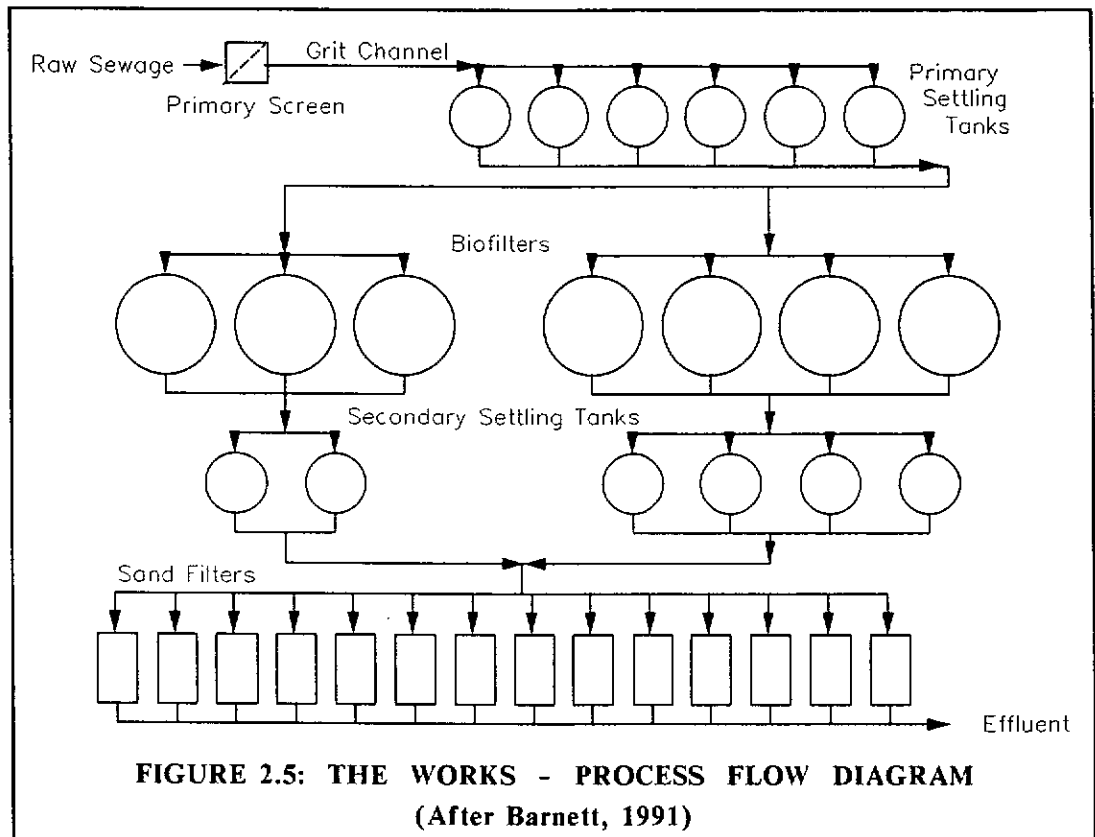 Raw Sewage
Primary Screen
Grit Channel
Primary
Settling
Tanks
Biofilters
Secondary Settling Tanks
Sand Filters
Effluent
FIGURE 2.5: THE WORKS - PROCESS FLOW DIAGRAM
(After Barnett, 1991)